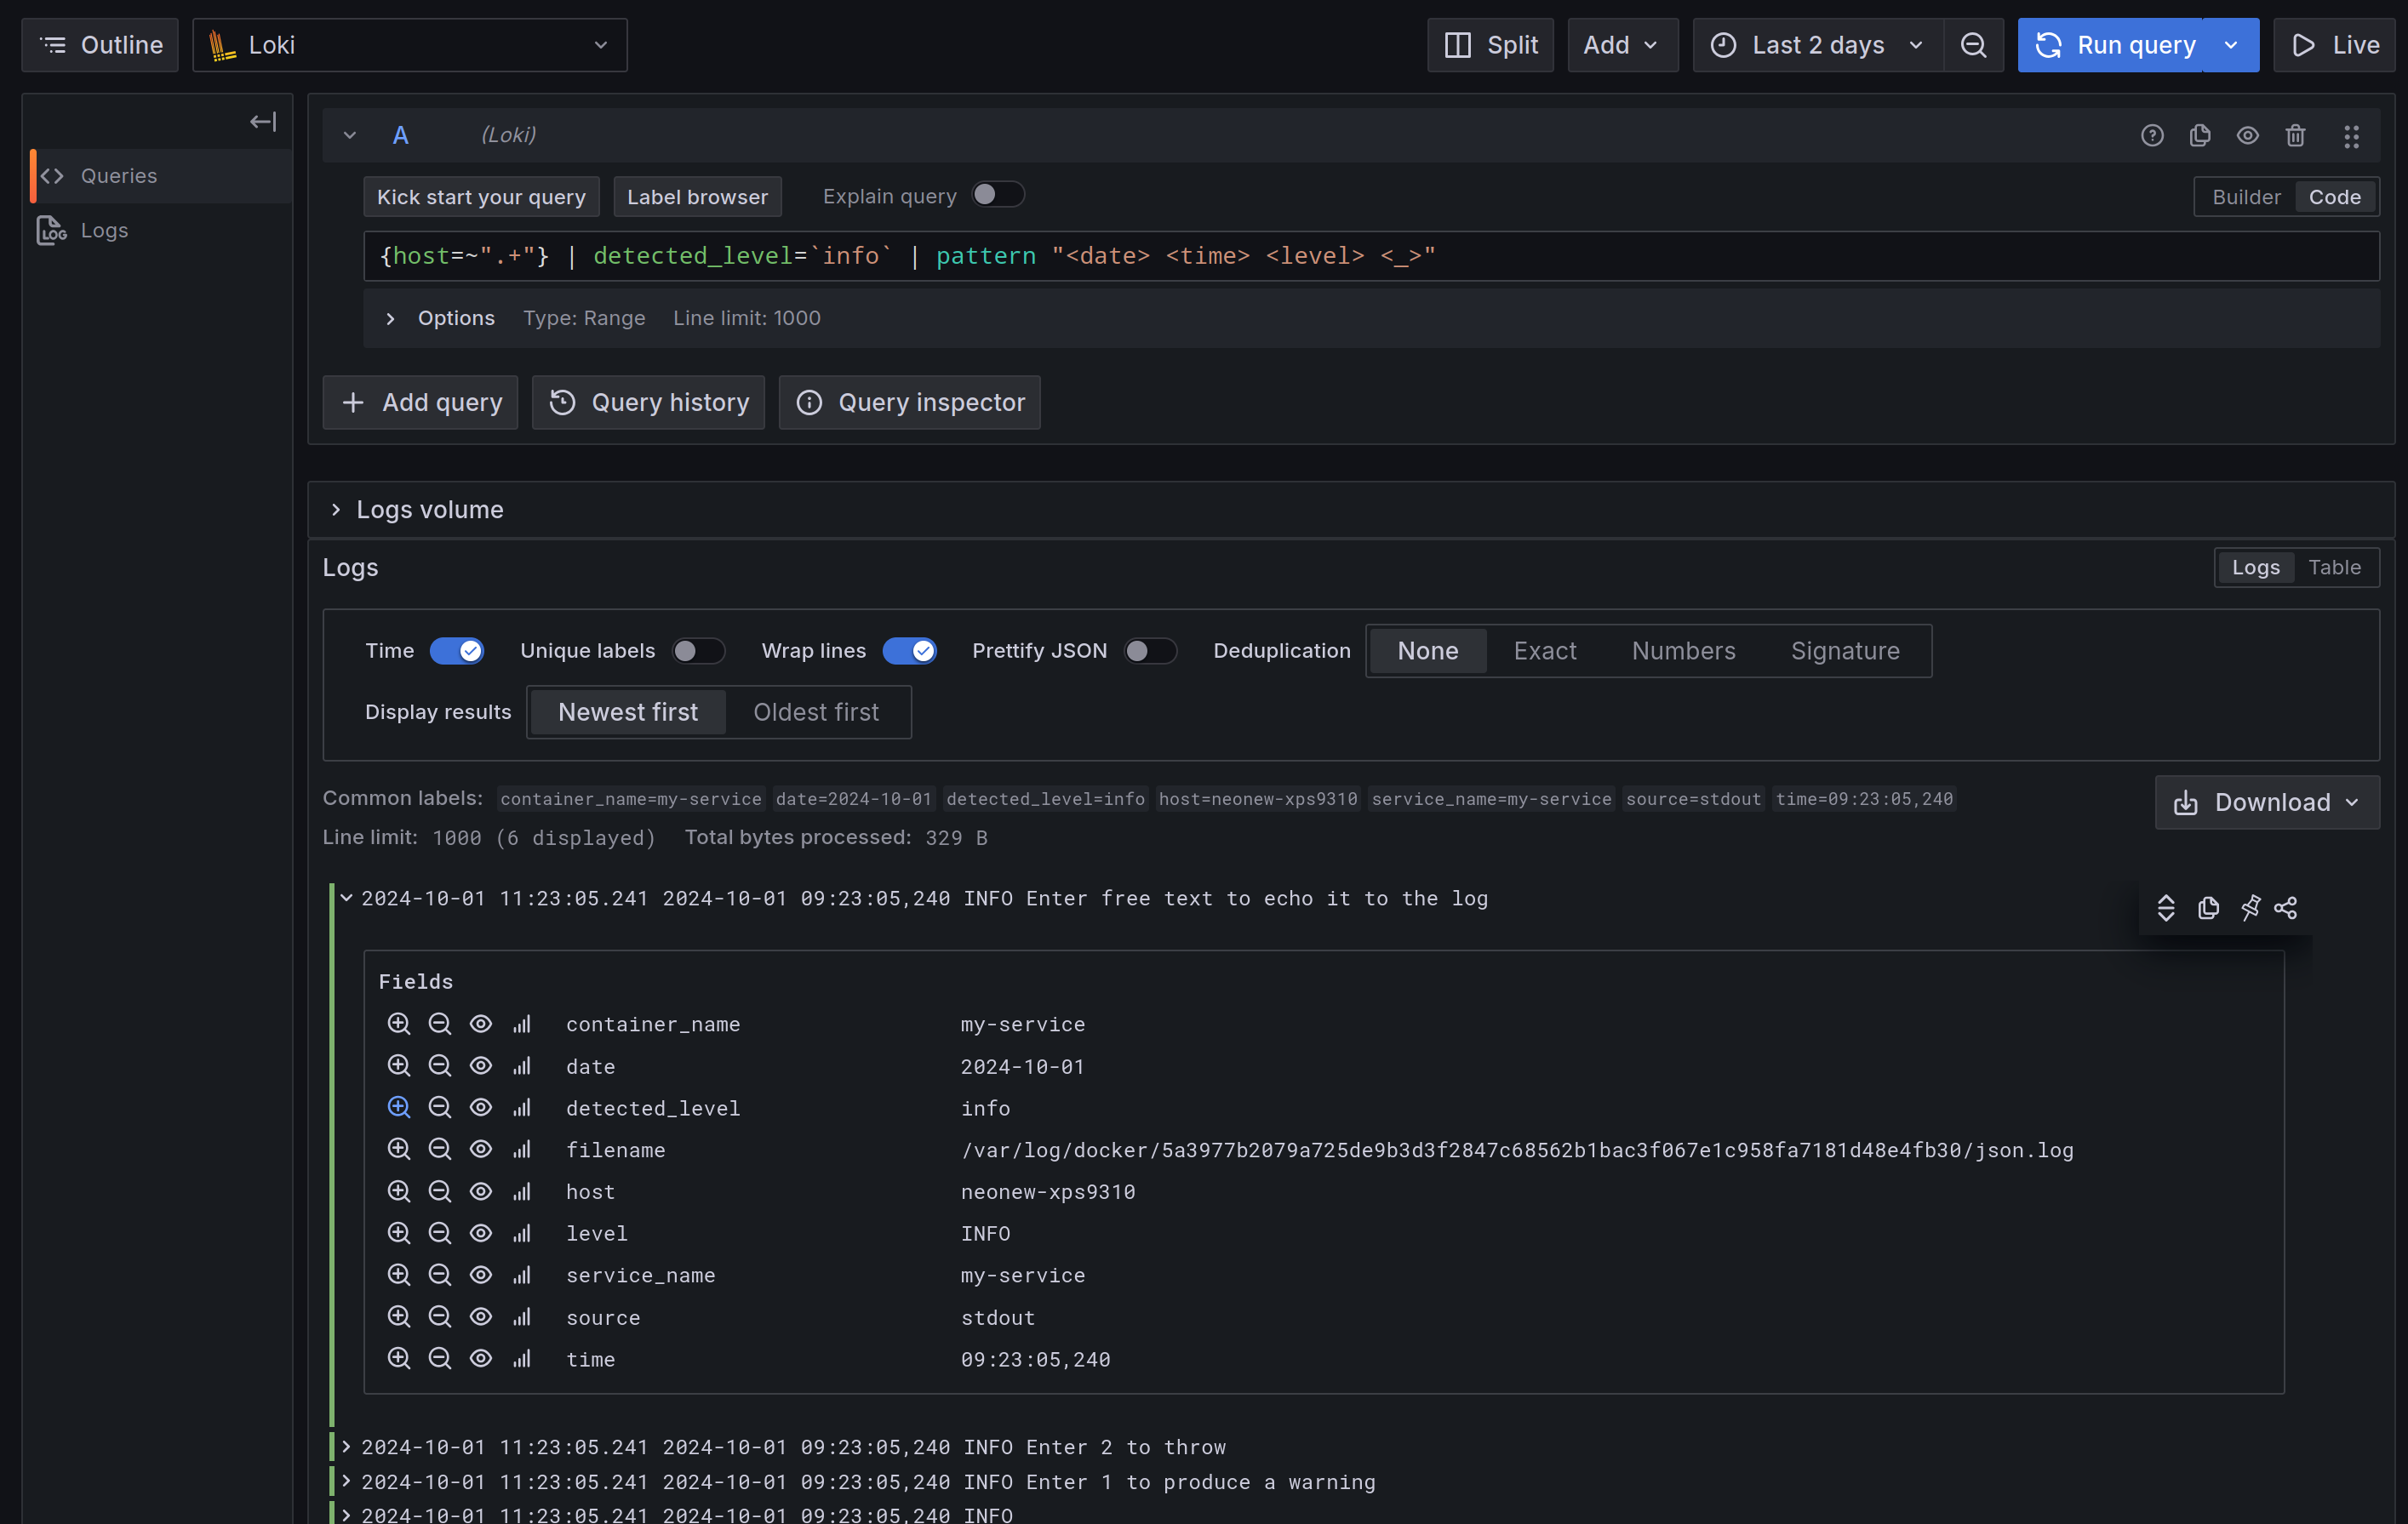 Outline Loki Split Add Last 2 days Run query Live
A (Loki)
Queries
Kick start your query Label browser Explain query Builder Code
LOG Logs
{host=~".+"} | detected_level=`info` | pattern "<date> <time> <level> <_>"
Options Type: Range Line limit: 1000
Add query Query history Query inspector
Logs volume
Logs Logs Table
Time Unique labels Wrap lines Prettify JSON Deduplication None Exact Numbers Signature
Display results Newest first Oldest first
Common labels: container_name=my-service date=2024-10-01 detected_level=info host=neonew-xps9310 service_name=my-service source=stdout time=09:23:05,240 Download
Line limit: 1000 (6 displayed) Total bytes processed: 329 B
2024-10-01 11:23:05.241 2024-10-01 09:23:05,240 INFO Enter free text to echo it to the log
Fields
container_name my-service
date 2024-10-01
detected_level info
filename /var/log/docker/5a3977b2079a725de9b3d3f2847c68562b1bac3f067e1c958fa7181d48e4fb30/json.log
host neonew-xps9310
level INFO
service_name my-service
source stdout
time 09:23:05,240
2024-10-01 11:23:05.241 2024-10-01 09:23:05,240 INFO Enter 2 to throw
2024-10-01 11:23:05.241 2024-10-01 09:23:05,240 INFO Enter 1 to produce a warning
2024-10-01 11:23:05.241 2024-10-01 09:23:05,240 INFO